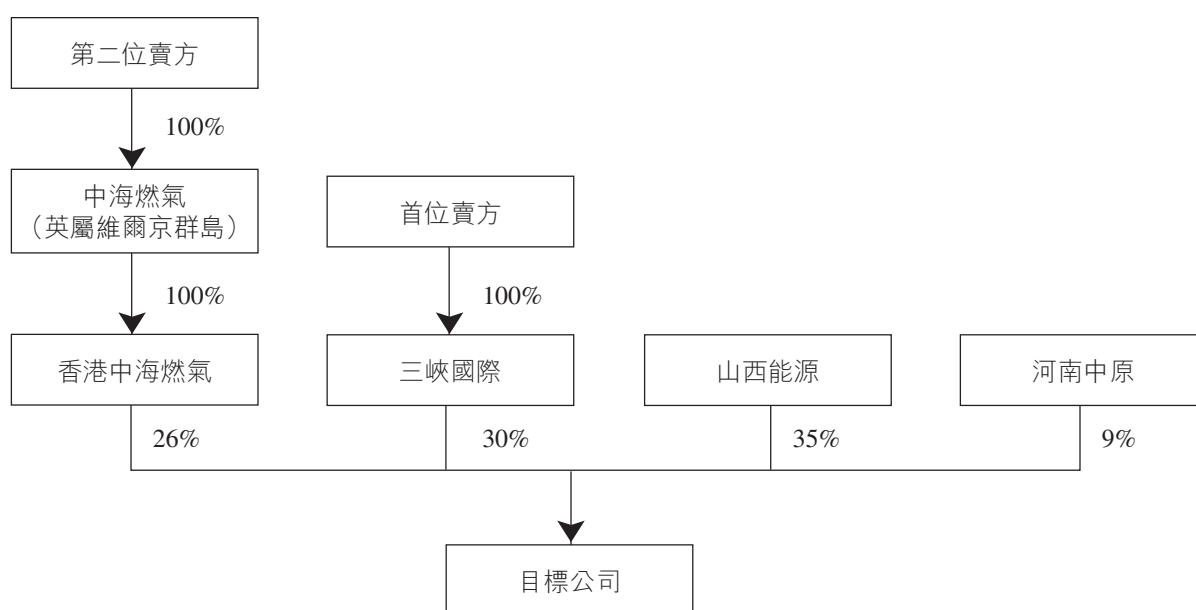 第二位賣方
100%
中海燃氣
（英屬維爾京群島）
首位賣方
100%
100%
香港中海燃氣
三峽國際
山西能源
河南中原
26%
30%
35%
9%
目標公司